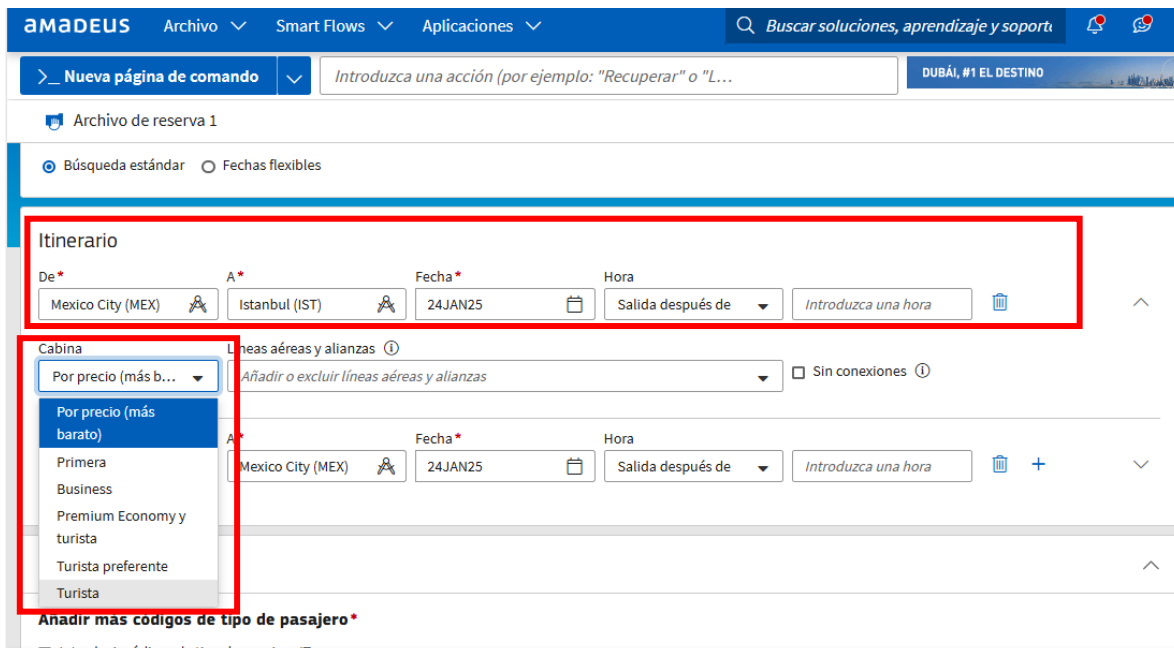 amadeus Archivo Smart Flows Aplicaciones Buscar soluciones, aprendizaje y soport
>_ Nueva página de comando Introduzca una acción (por ejemplo: "Recuperar" o "L... DUBÁI, #1 EL DESTINO
Archivo de reserva 1
Búsqueda estándar Fechas flexibles
Itinerario
De* A* Fecha* Hora
Mexico City (MEX) Istanbul (IST) 24JAN25 Salida después de Introduzca una hora
Cabina Líneas aéreas y alianzas
Por precio (más b... Añadir o excluir líneas aéreas y alianzas Sin conexiones
Por precio (más
barato)
A* Fecha* Hora
Primera Mexico City (MEX) 24JAN25 Salida después de Introduzca una hora
Business
Premium Economy y
turista
Turista preferente
Turista
Añadir más códigos de tipo de pasajero*